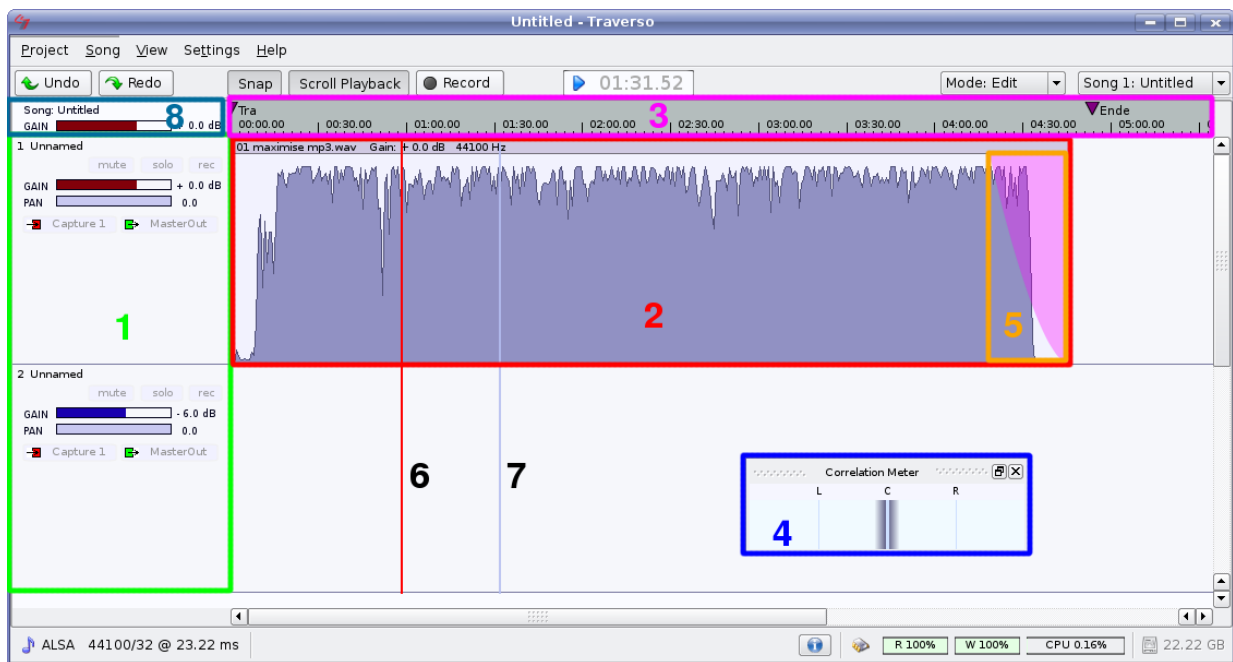 Untitled - Traverso
Project Song View Settings Help
Undo Redo Snap Scroll Playback Record 01:31.52 Mode: Edit Song 1: Untitled
Song: Untitled
GAIN 0.0 dB
8
Tra Ende
00:00.00 00:30.00 01:00.00 01:30.00 02:00.00 02:30.00 03:00.00 03:30.00 04:00.00 04:30.00 05:00.00
3
1 Unnamed
mute solo rec
GAIN + 0.0 dB
PAN 0.0
Capture 1 MasterOut
1
01 maximise mp3.wav Gain: + 0.0 dB 44100 Hz
2
5
2 Unnamed
mute solo rec
GAIN - 6.0 dB
PAN 0.0
Capture 1 MasterOut
6
7
Correlation Meter
L C R
4
ALSA 44100/32 @ 23.22 ms R 100% W 100% CPU 0.16% 22.22 GB